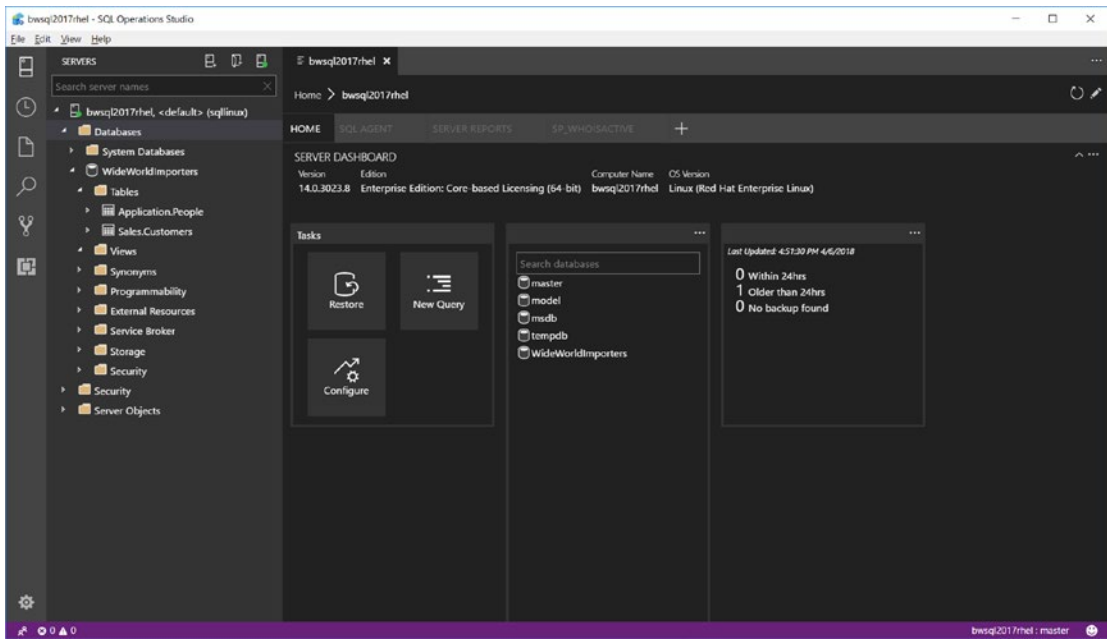 bwsql2017rhel - SQL Operations Studio
File Edit View Help
SERVERS
Search server names
bwsql2017rhel, <default> (sqllinux)
Databases
System Databases
WideWorldImporters
Tables
Application.People
Sales.Customers
Views
Synonyms
Programmability
External Resources
Service Broker
Storage
Security
Security
Server Objects
bwsql2017rhel
Home > bwsql2017rhel
HOME SQL AGENT SERVER REPORTS SP_WHOISACTIVE +
SERVER DASHBOARD
Version Edition Computer Name OS Version
14.0.3023.8 Enterprise Edition: Core-based Licensing (64-bit) bwsql2017rhel Linux (Red Hat Enterprise Linux)
Tasks
Restore
New Query
Configure
Search databases
master
model
msdb
tempdb
WideWorldImporters
Last Updated: 4:51:30 PM 4/6/2018
0 Within 24hrs
1 Older than 24hrs
0 No backup found
0 0
bwsql2017rhel : master